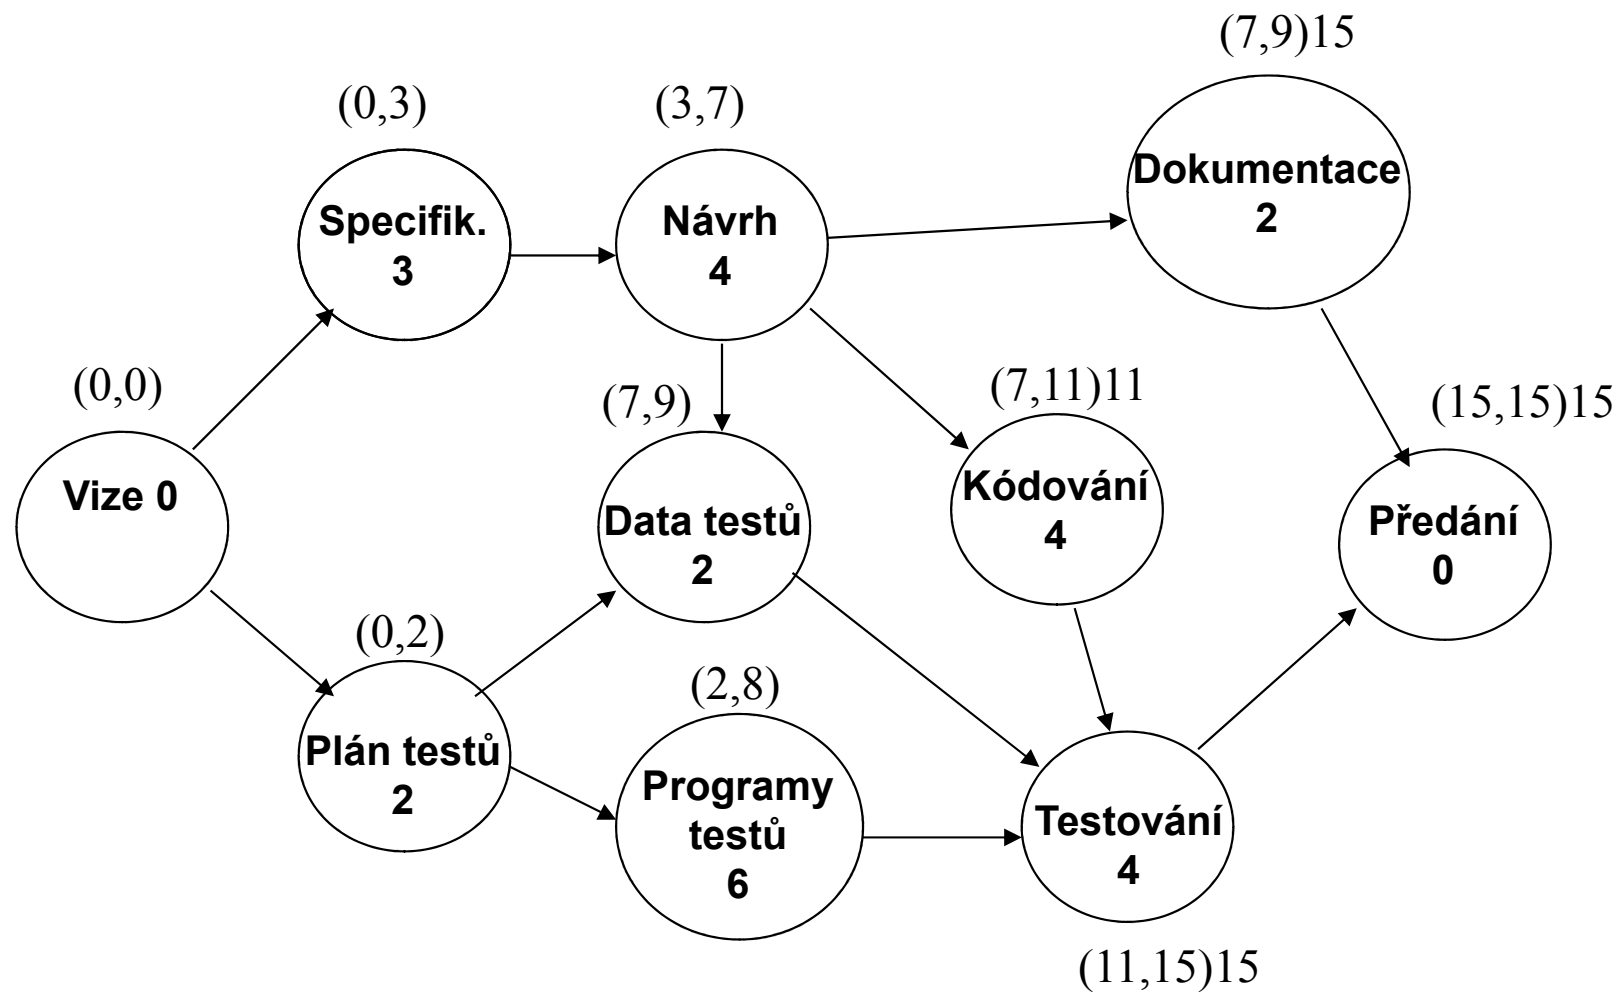 (7,9)15
(0,3)
(3,7)
Dokumentace
2
Specifik.
3
Návrh
4
(0,0)
(7,9)
(7,11)11
(15,15)15
Vize 0
Data testů
2
Kódování
4
Předání
0
(0,2)
(2,8)
Plán testů
2
Programy
testů
6
Testování
4
(11,15)15